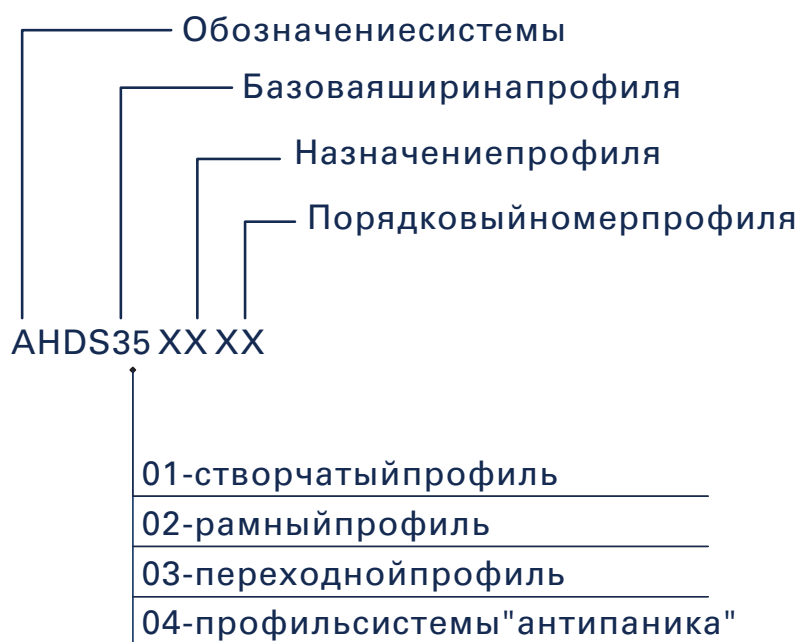 Обозначениесистемы
Базоваяширинапрофиля
Назначениепрофиля
Порядковыйномерпрофиля
AHDS35 XX XX
01-створчатыйпрофиль
02-рамныйпрофиль
03-переходнойпрофиль
04-профильсистемы"антипаника"